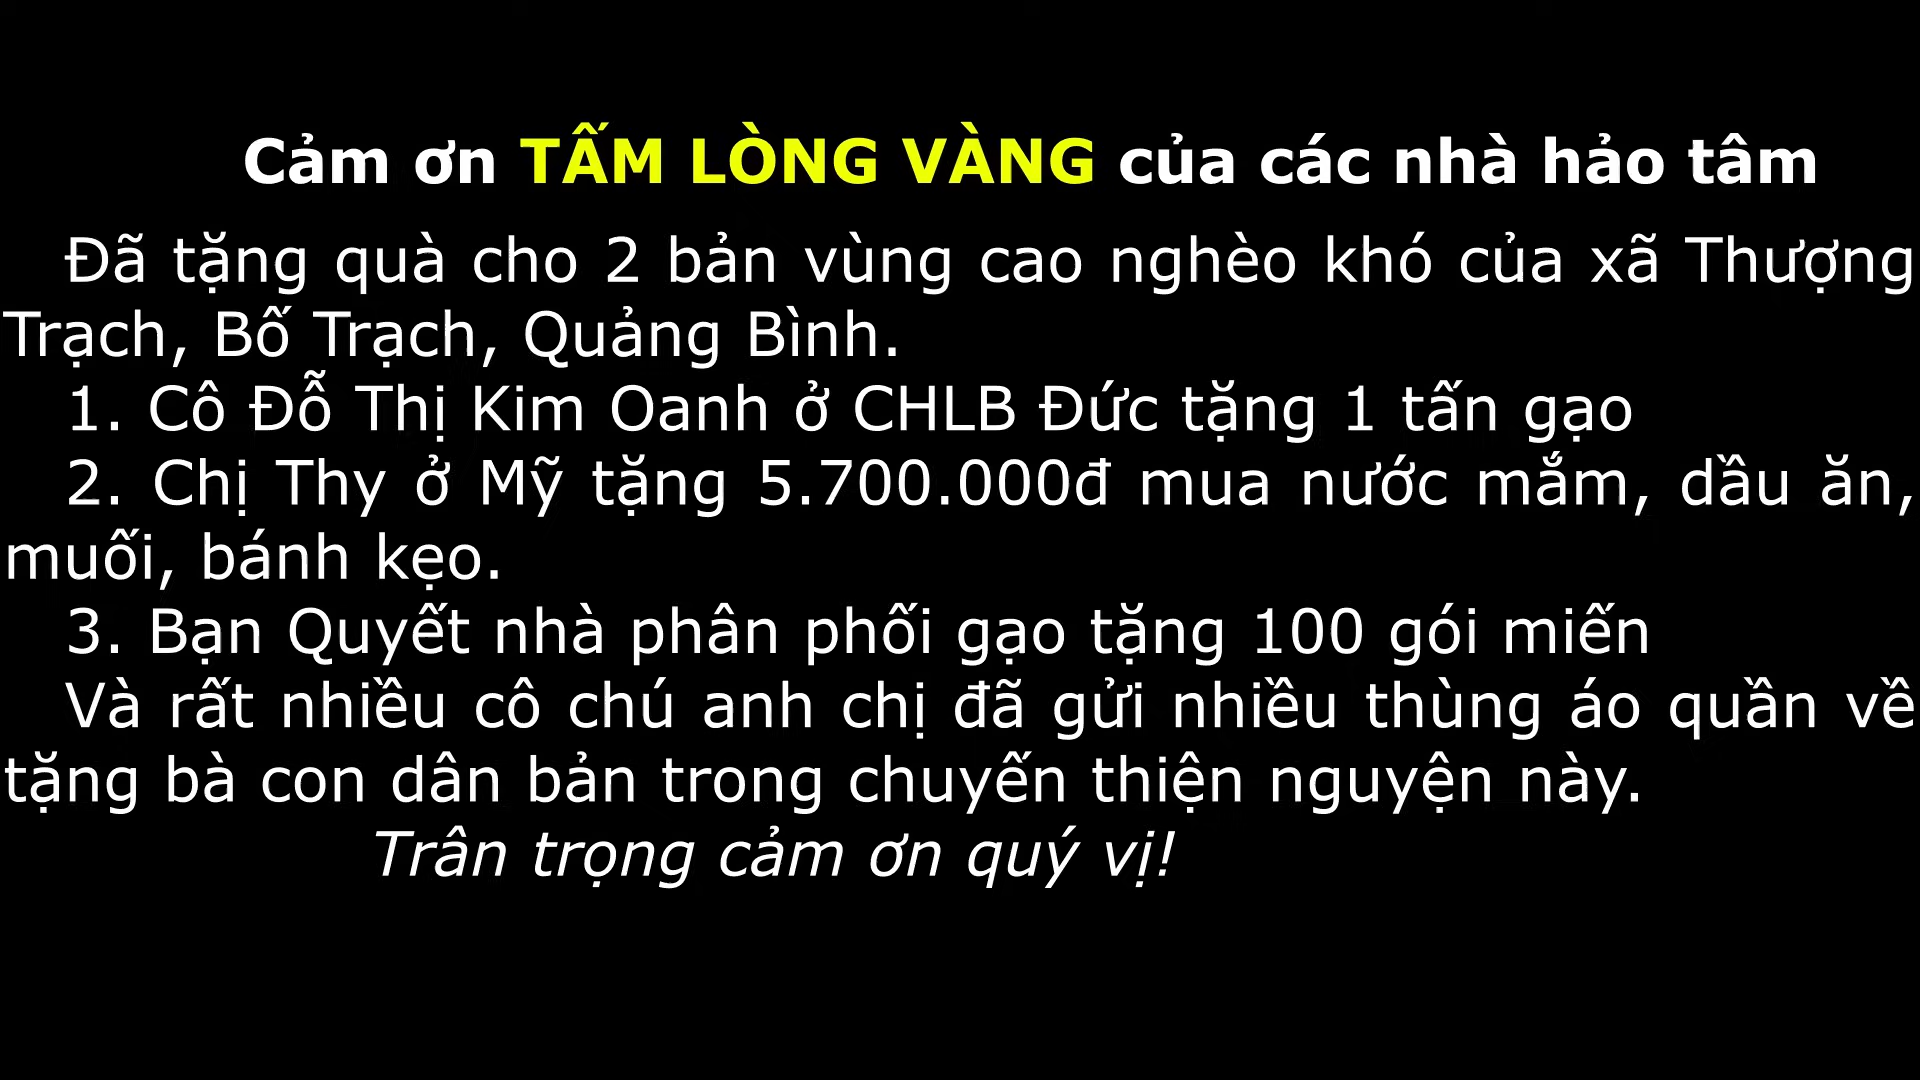 Cảm ơn TẤM LÒNG VÀNG của các nhà hảo tâm
Đã tặng quà cho 2 bản vùng cao nghèo khó của xã Thượng
Trạch, Bố Trạch, Quảng Bình.
1. Cô Đỗ Thị Kim Oanh ở CHLB Đức tặng 1 tấn gạo
2. Chị Thy ở Mỹ tặng 5.700.000đ mua nước mắm, dầu ăn,
muối, bánh kẹo.
3. Bạn Quyết nhà phân phối gạo tặng 100 gói miến
Và rất nhiều cô chú anh chị đã gửi nhiều thùng áo quần về
tặng bà con dân bản trong chuyến thiện nguyện này.
Trân trọng cảm ơn quý vị!